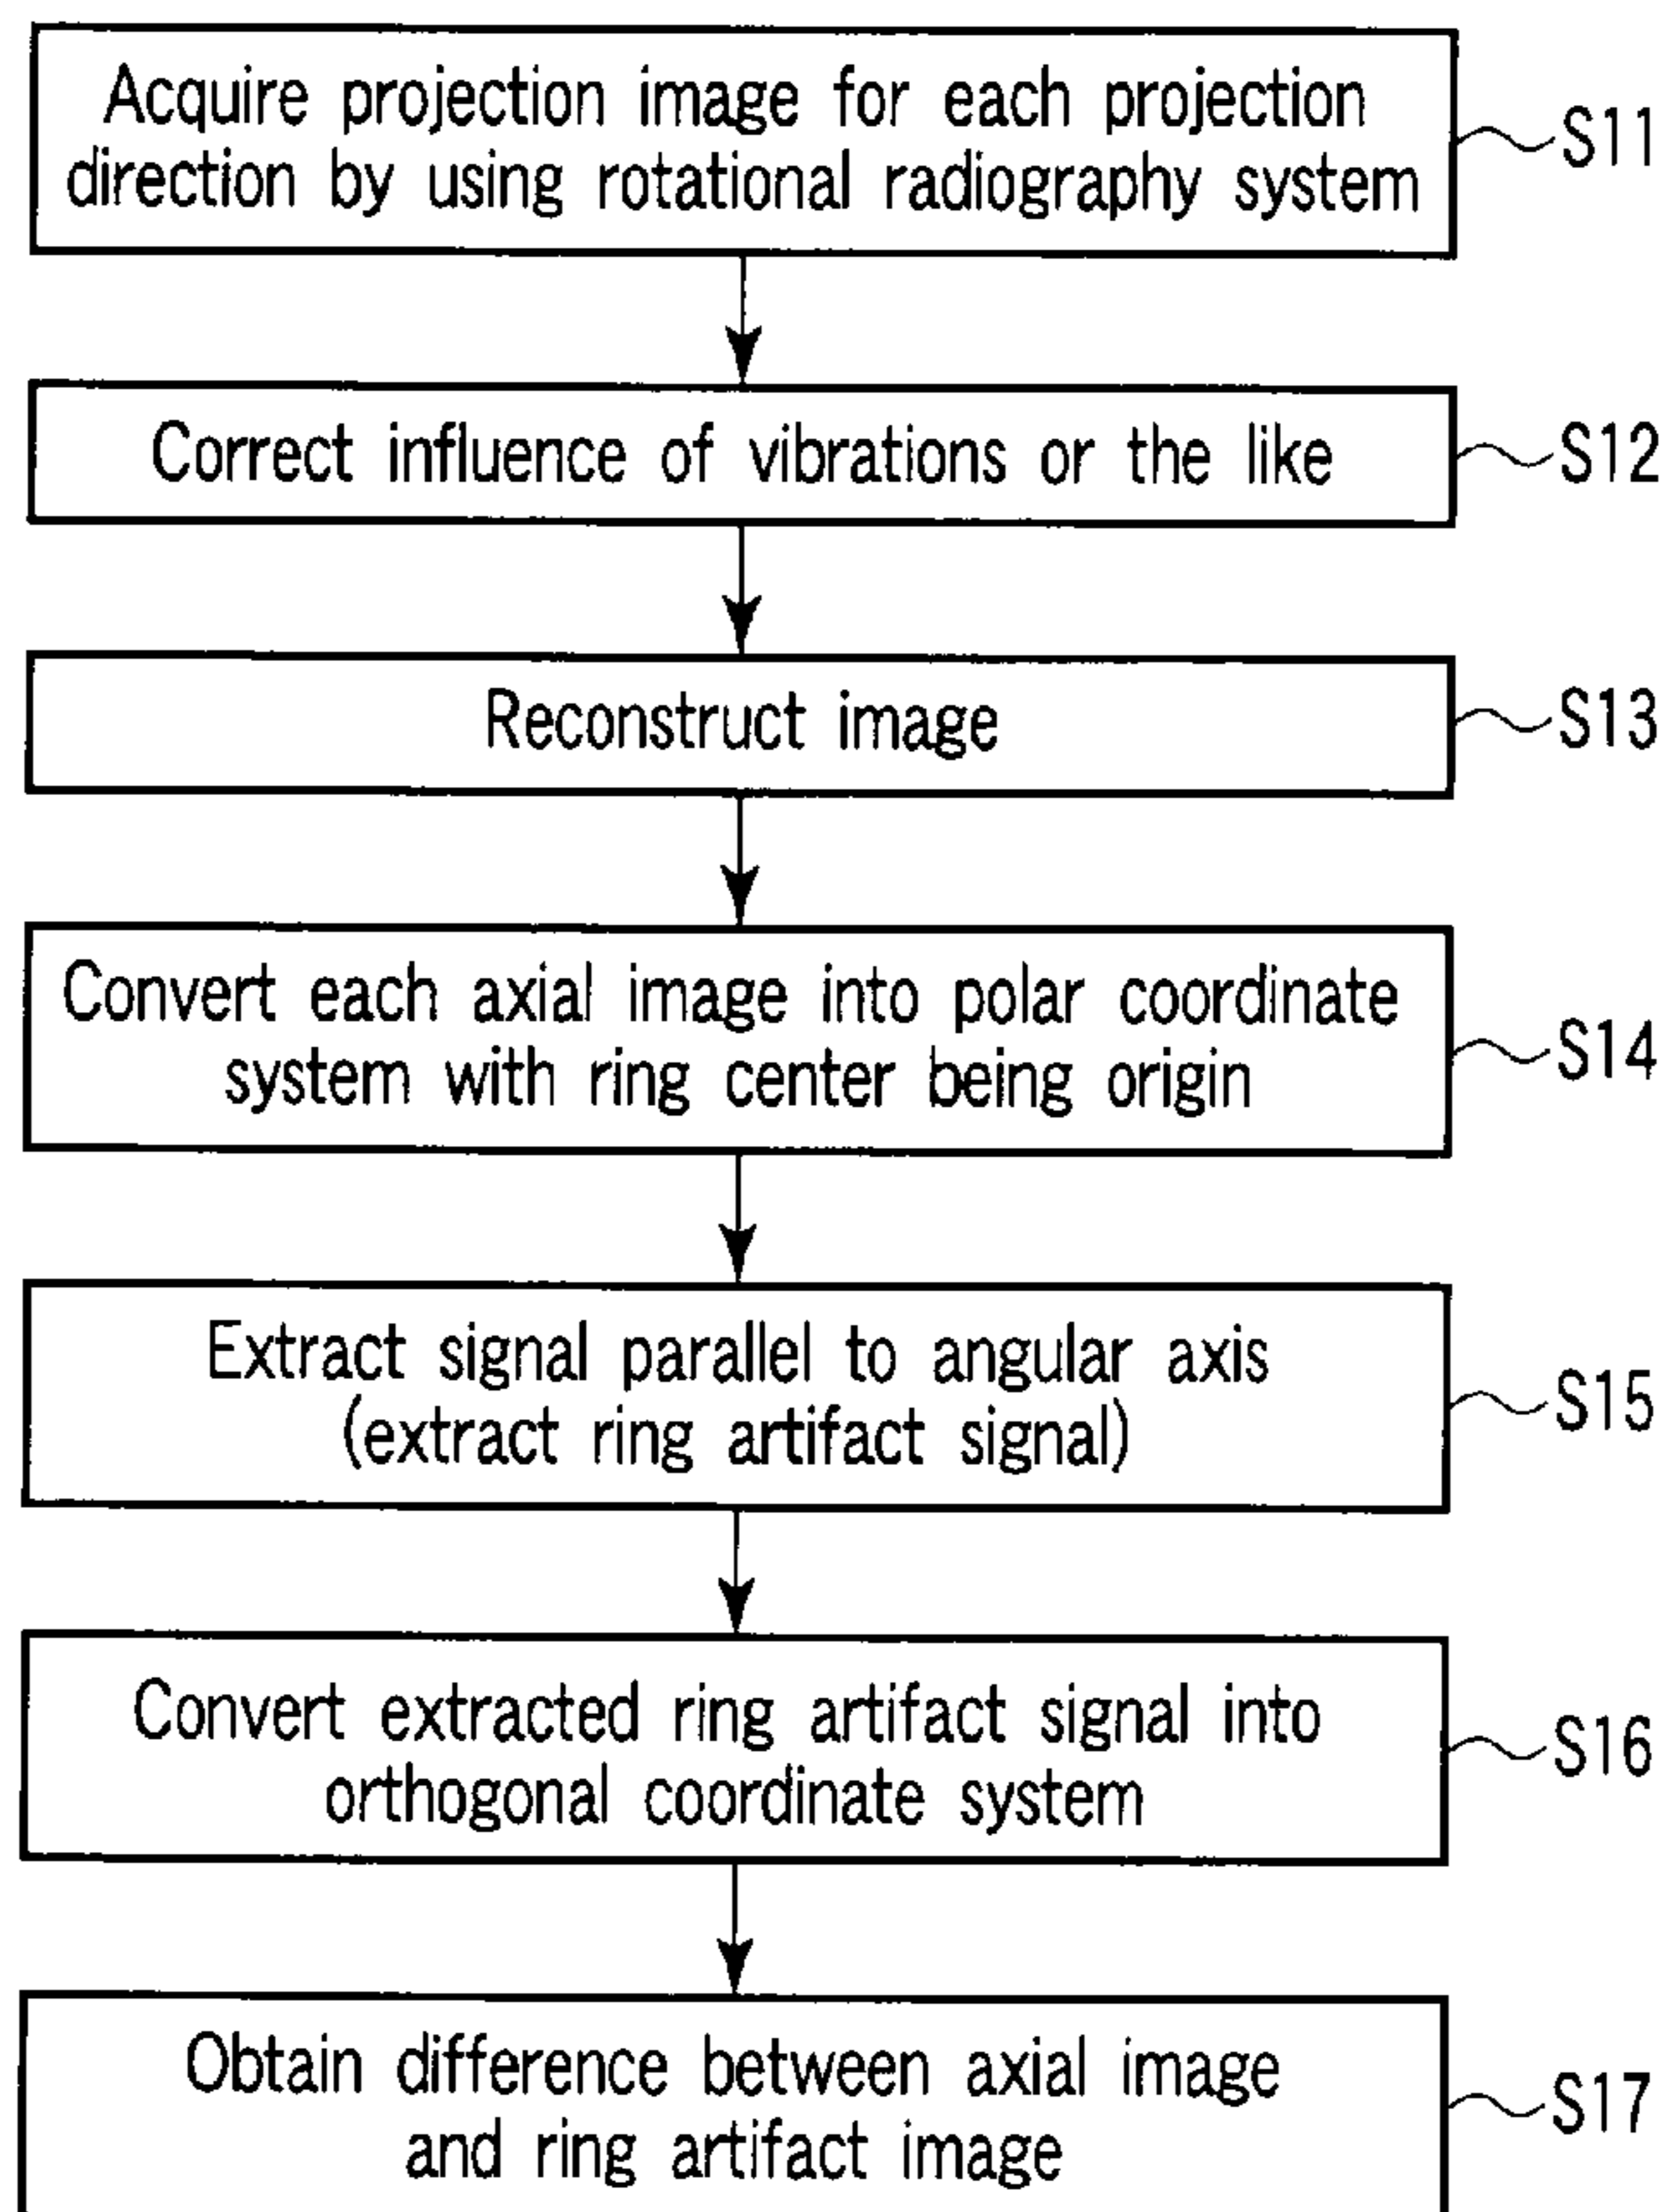 Acquire projection image for each projection
direction by using rotational radiography system
S11
Correct influence of vibrations or the like
S12
Reconstruct image
S13
Convert each axial image into polar coordinate
system with ring center being origin
S14
Extract signal parallel to angular axis
(extract ring artifact signal)
S15
Convert extracted ring artifact signal into
orthogonal coordinate system
S16
Obtain difference between axial image
and ring artifact image
S17